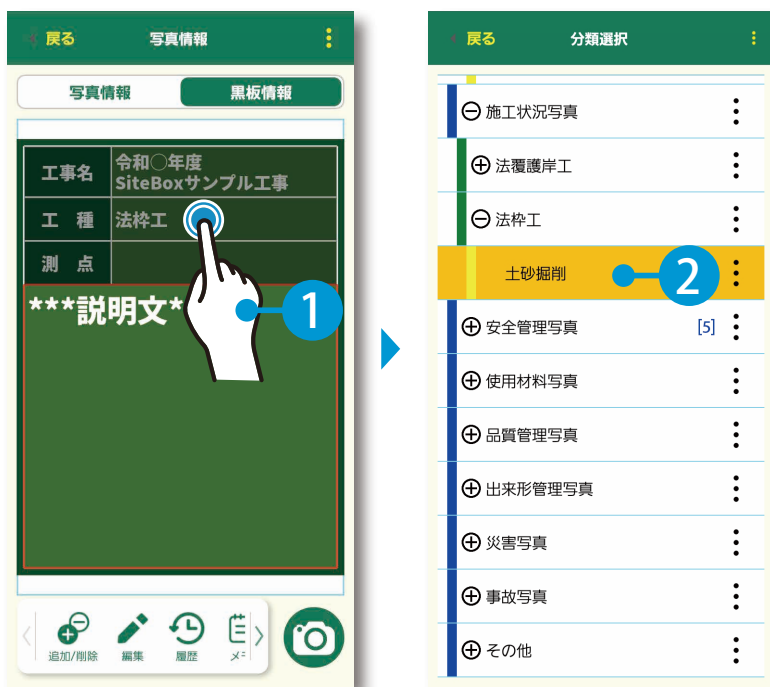 戻る
写真情報
写真情報
黒板情報
工事名
令和○年度
SiteBoxサンプル工事
工 種
法枠工
測 点
***説明文*
1
追加/削除
編集
履歴
戻る
分類選択
施工状況写真
法覆護岸工
法枠工
土砂掘削
2
安全管理写真
[5]
使用材料写真
品質管理写真
出来形管理写真
災害写真
事故写真
その他